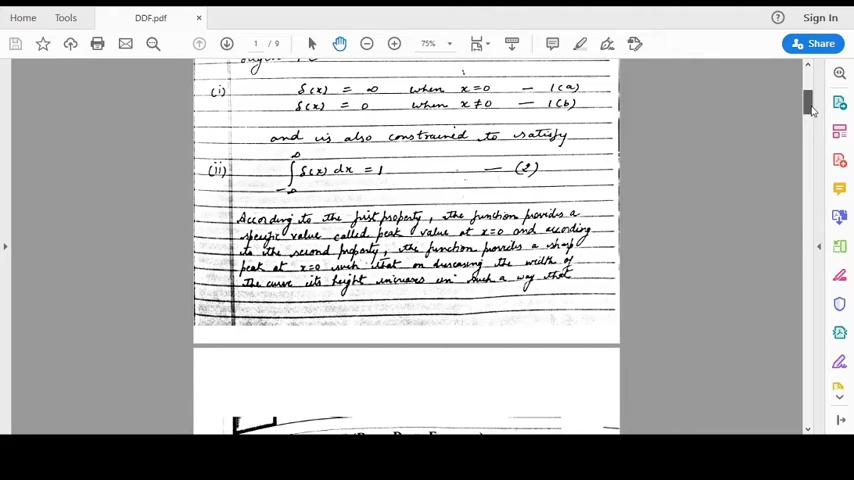 Home Tools DDF.pdf × Sign In
1 / 9 75% Share
(i) δ(x) = ∞ when x=0 — 1(a)
δ(x) = 0 when x≠0 — 1(b)
and is also constrained to satisfy
(ii) ∫_{-∞}^{∞} δ(x) dx = 1 — (2)
According to the first property, the function provides a
specific value called peak value at x=0 and according
to the second property, the function provides a sharp
peak at x=0 such that on decreasing the width of
the curve its height increases in such a way that